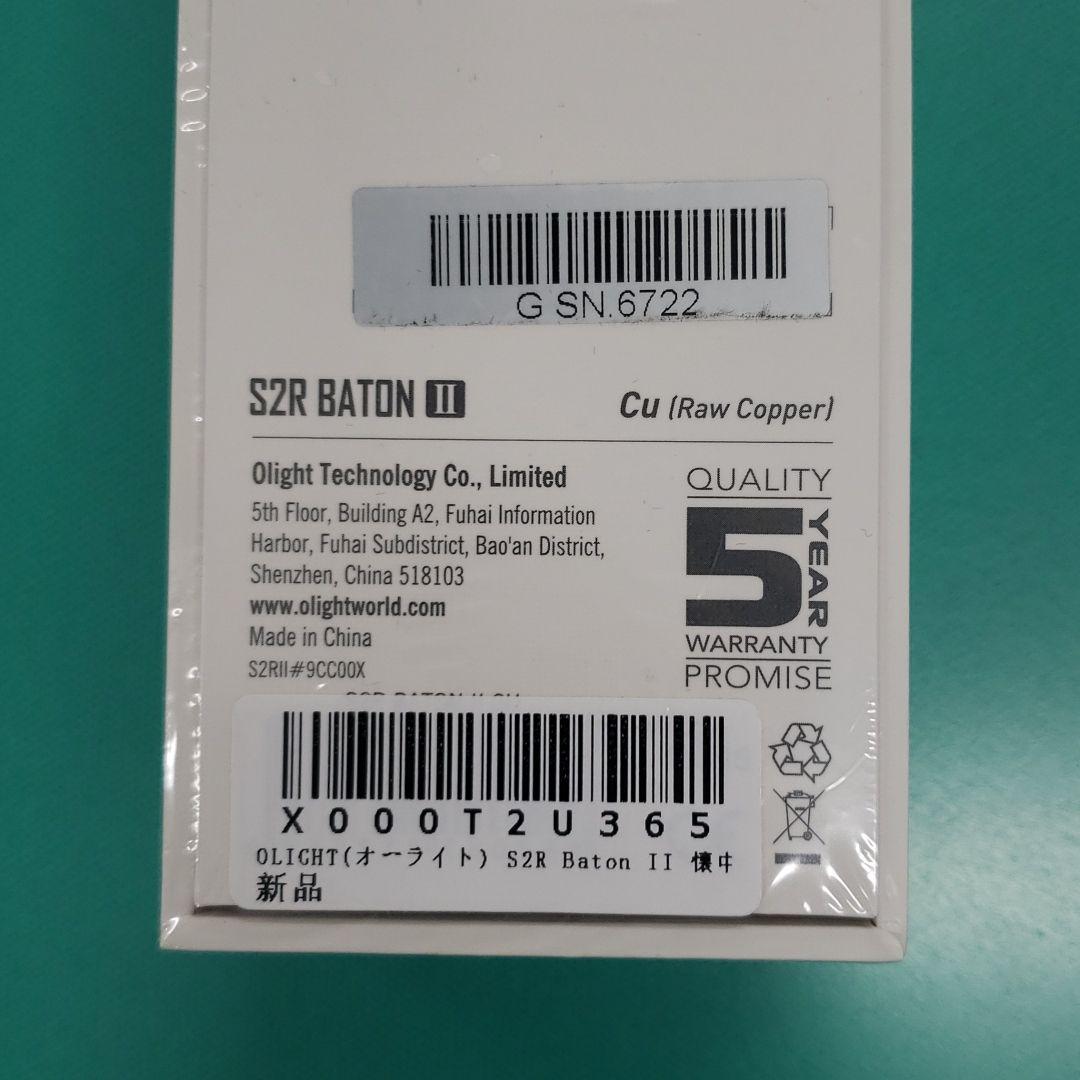 G SN.6722
S2R BATON II
Cu (Raw Copper)
Olight Technology Co., Limited
5th Floor, Building A2, Fuhai Information
Harbor, Fuhai Subdistrict, Bao'an District,
Shenzhen, China 518103
www.olightworld.com
Made in China
S2RII#9CC00X
QUALITY
5 YEAR
WARRANTY
PROMISE
X000T2U365
OLIGHT(オーライト) S2R Baton II 懐中
新品